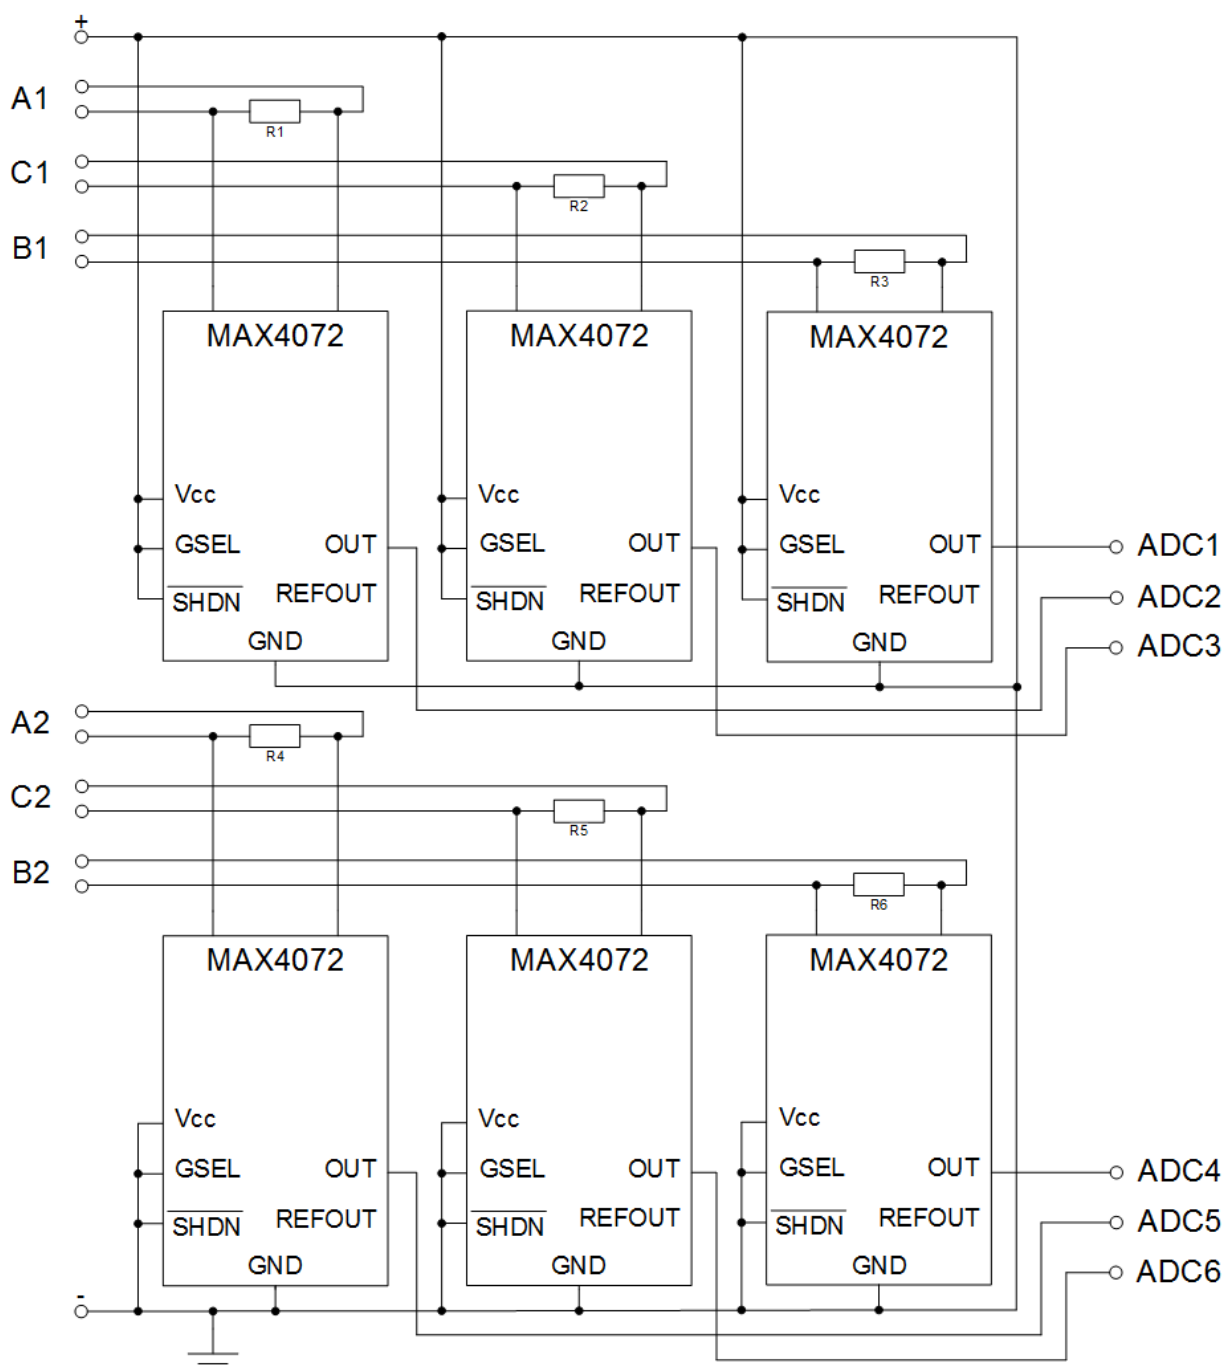 +
A1
R1
C1
R2
B1
R3
MAX4072
MAX4072
MAX4072
Vcc
GSEL
OUT
SHDN
REFOUT
GND
Vcc
GSEL
OUT
SHDN
REFOUT
GND
Vcc
GSEL
OUT
SHDN
REFOUT
GND
ADC1
ADC2
ADC3
A2
R4
C2
R5
B2
R6
MAX4072
MAX4072
MAX4072
Vcc
GSEL
OUT
SHDN
REFOUT
GND
Vcc
GSEL
OUT
SHDN
REFOUT
GND
Vcc
GSEL
OUT
SHDN
REFOUT
GND
ADC4
ADC5
ADC6
-